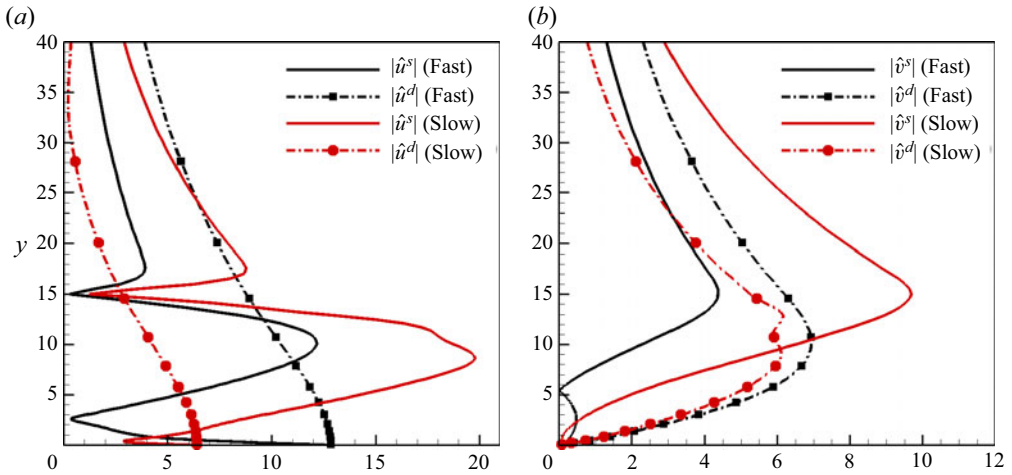 (a)
(b)
40
35
30
25
20
15
10
5
0
5
10
15
20
y
|û^s| (Fast)
|û^d| (Fast)
|û^s| (Slow)
|û^d| (Slow)
40
35
30
25
20
15
10
5
0
2
4
6
8
10
12
|v̂^s| (Fast)
|v̂^d| (Fast)
|v̂^s| (Slow)
|v̂^d| (Slow)